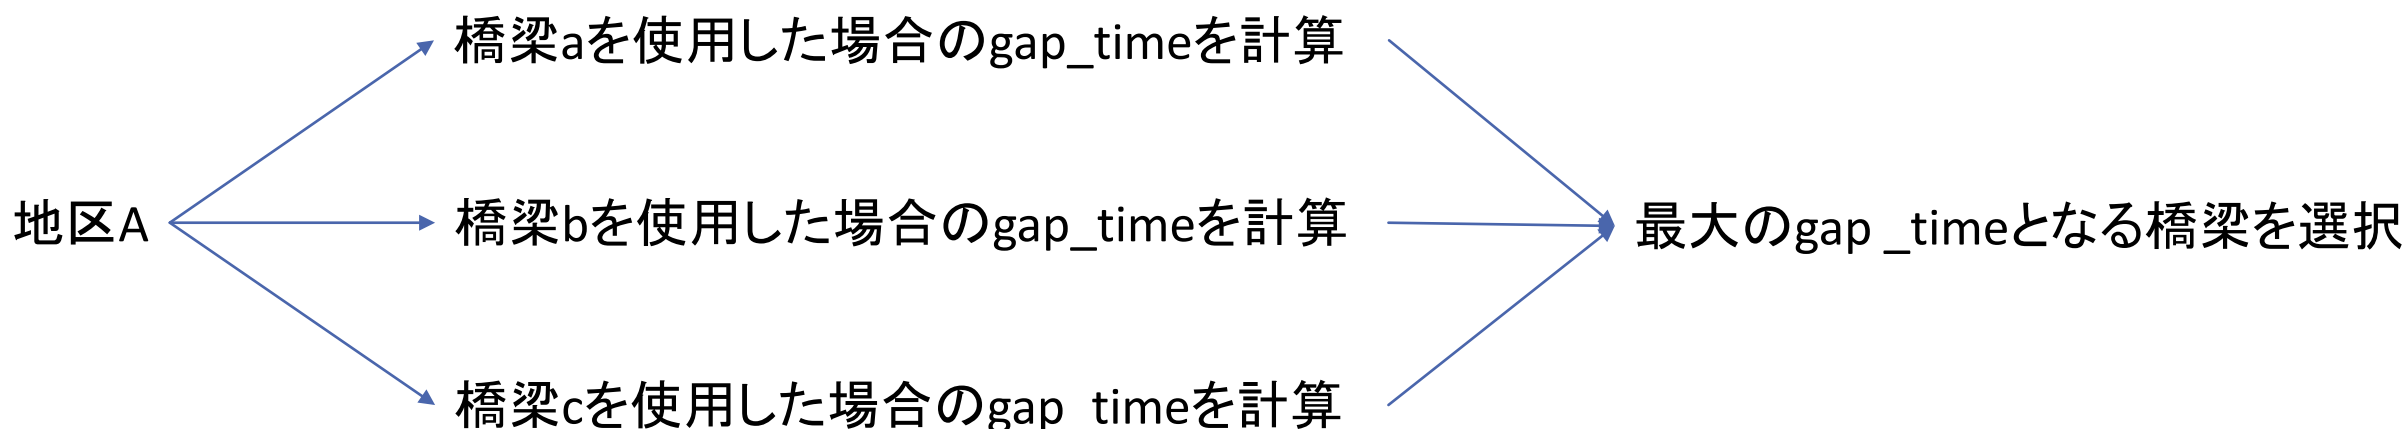 橋梁aを使用した場合のgap_timeを計算
地区A
橋梁bを使用した場合のgap_timeを計算
最大のgap _timeとなる橋梁を選択
橋梁cを使用した場合のgap_timeを計算